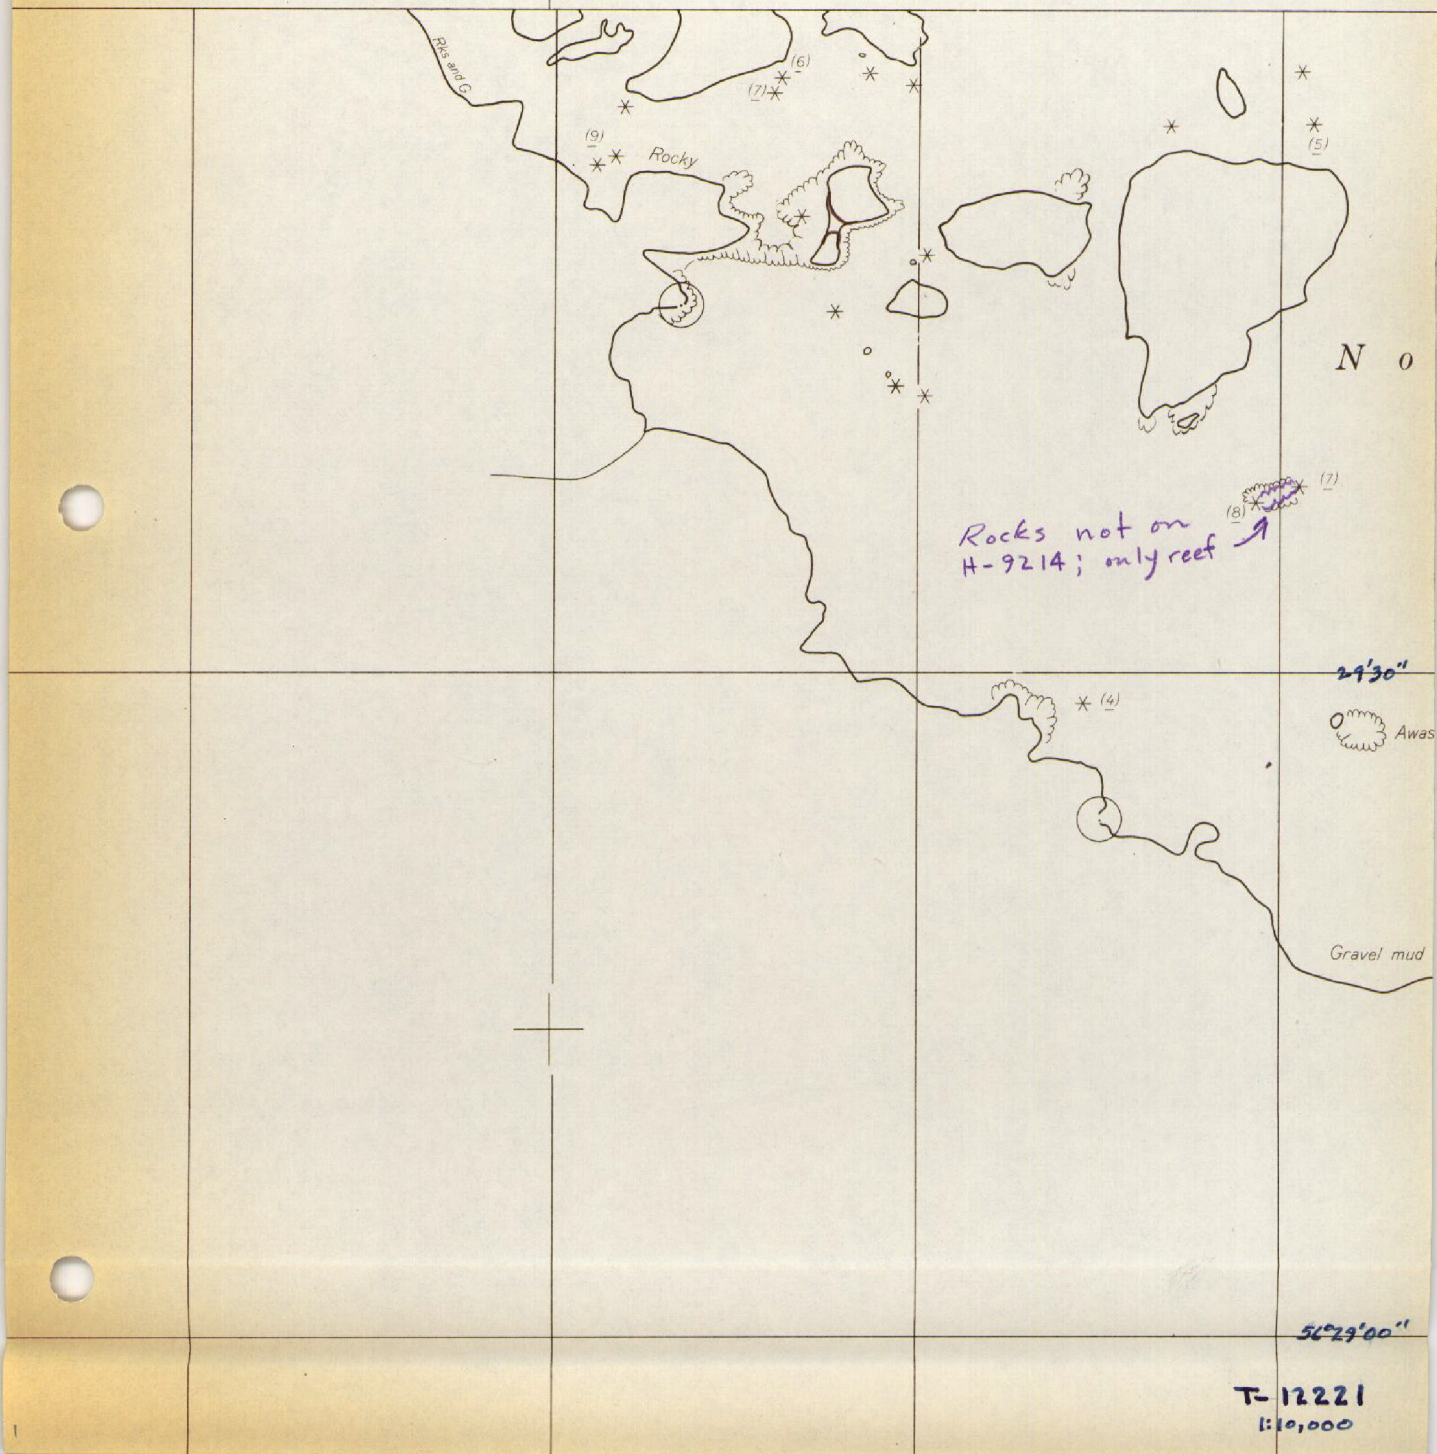 Rks and G
(6)
(7)
(9)
Rocky
(5)
N o
(7)
(8)
Rocks not on
H-9214; only reef
29'30"
(4)
Awas
Gravel mud
56°29'00"
T-12221
1:10,000